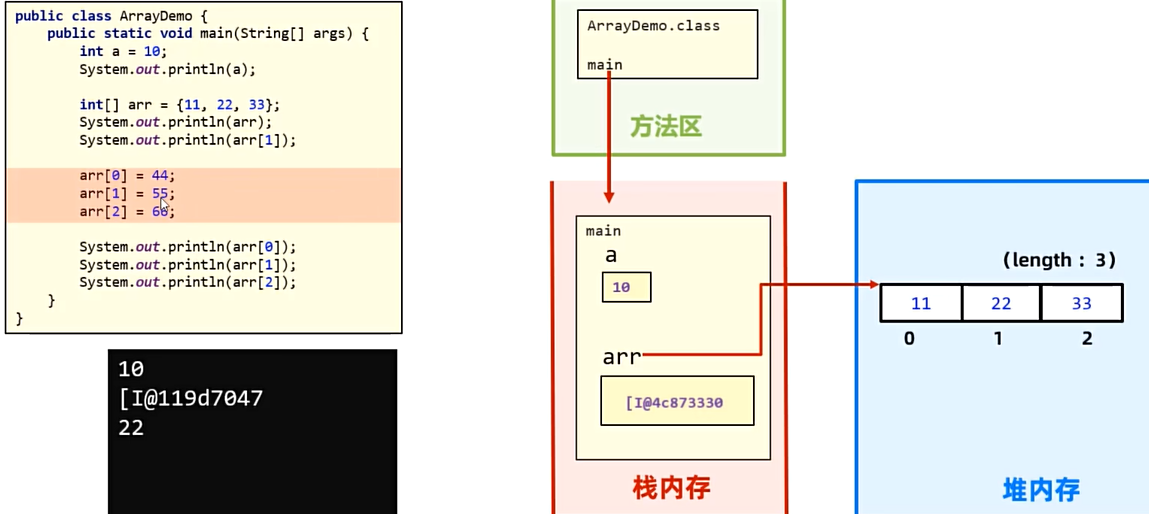 public class ArrayDemo {
public static void main(String[] args) {
int a = 10;
System.out.println(a);
int[] arr = {11, 22, 33};
System.out.println(arr);
System.out.println(arr[1]);
arr[0] = 44;
arr[1] = 55;
arr[2] = 66;
System.out.println(arr[0]);
System.out.println(arr[1]);
System.out.println(arr[2]);
}
}
10
[I@119d7047
22
ArrayDemo.class
main
方法区
main
a
10
arr
[I@4c873330
栈内存
(length : 3)
11 22 33
0 1 2
堆内存